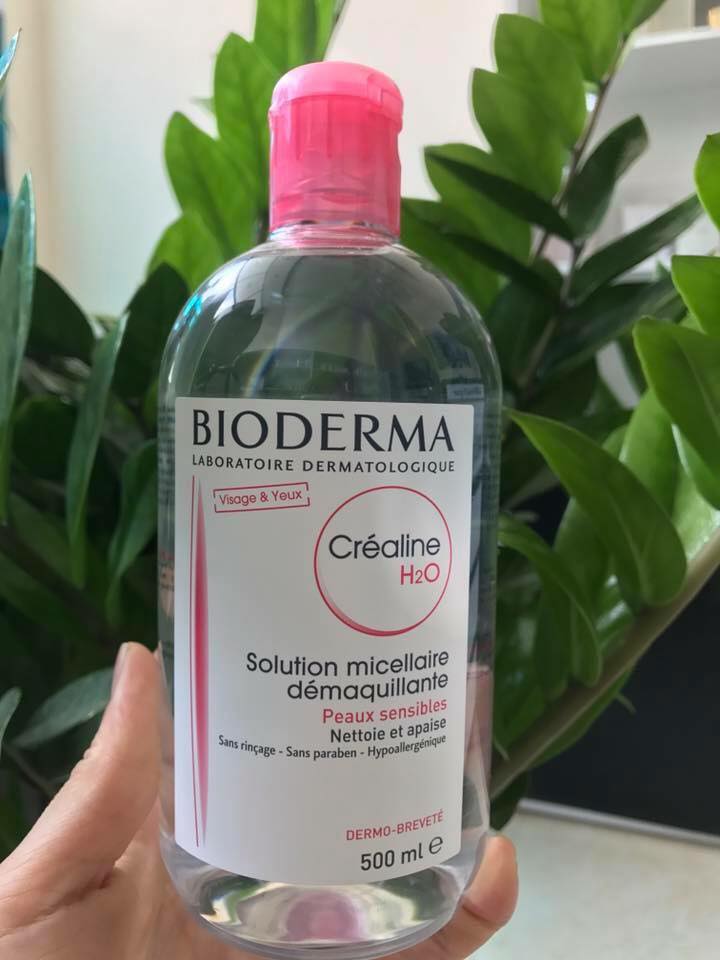 BIODERMA
LABORATOIRE DERMATOLOGIQUE
Visage & Yeux
Créaline
H2O
Solution micellaire
démaquillante
Peaux sensibles
Nettoie et apaise
Sans rinçage - Sans paraben - Hypoallergénique
DERMO-BREVETÉ
500 ml e